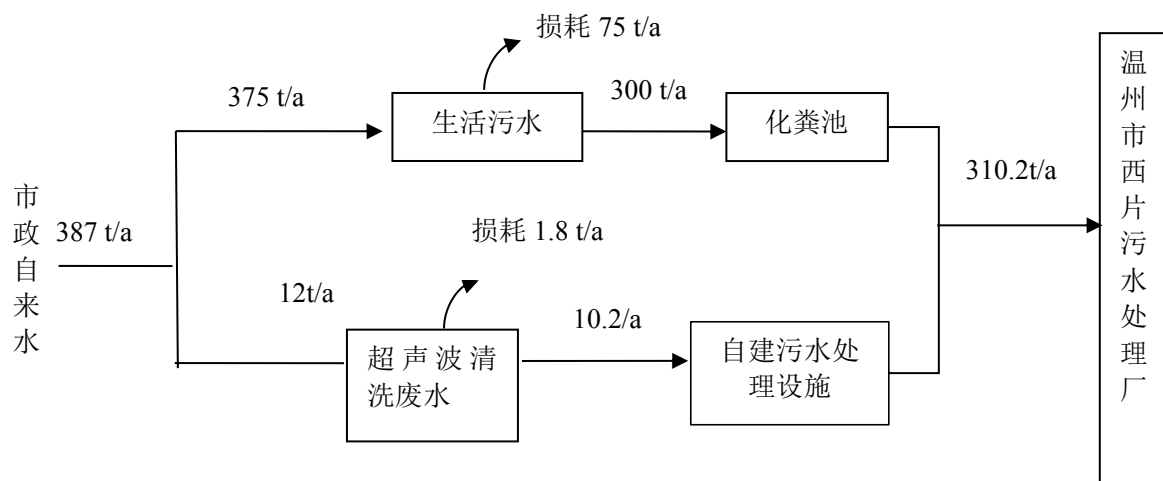 损耗 75 t/a
375 t/a
生活污水
300 t/a
化粪池
市政自来水
387 t/a
310.2t/a
损耗 1.8 t/a
12t/a
超声波清
洗废水
10.2/a
自建污水处
理设施
温州市西片污水处理厂